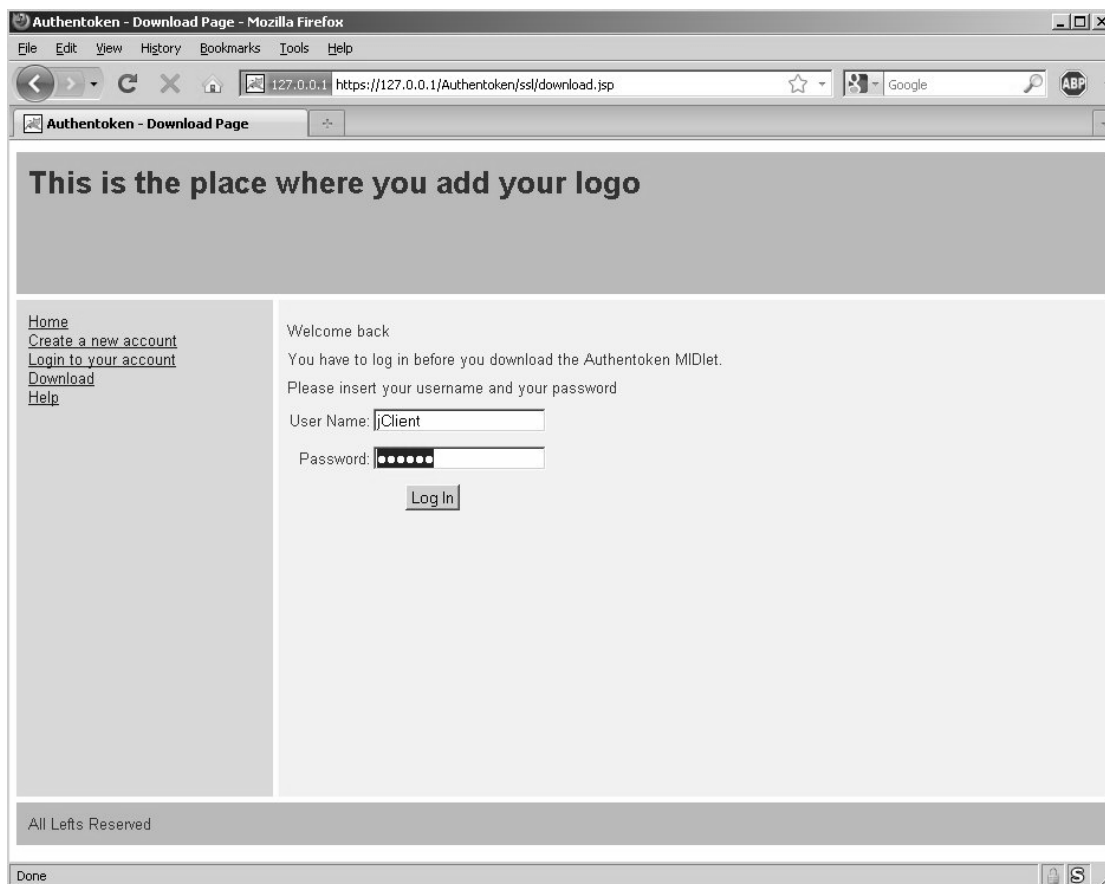 Authentoken - Download Page - Mozilla Firefox
File Edit View History Bookmarks Tools Help
127.0.0.1 https://127.0.0.1/Authentoken/ssl/download.jsp Google ABP
Authentoken - Download Page
This is the place where you add your logo
Home
Create a new account
Login to your account
Download
Help
Welcome back
You have to log in before you download the Authentoken MIDlet.
Please insert your username and your password
User Name: jClient
Password: ••••••
Log In
All Lefts Reserved
Done S